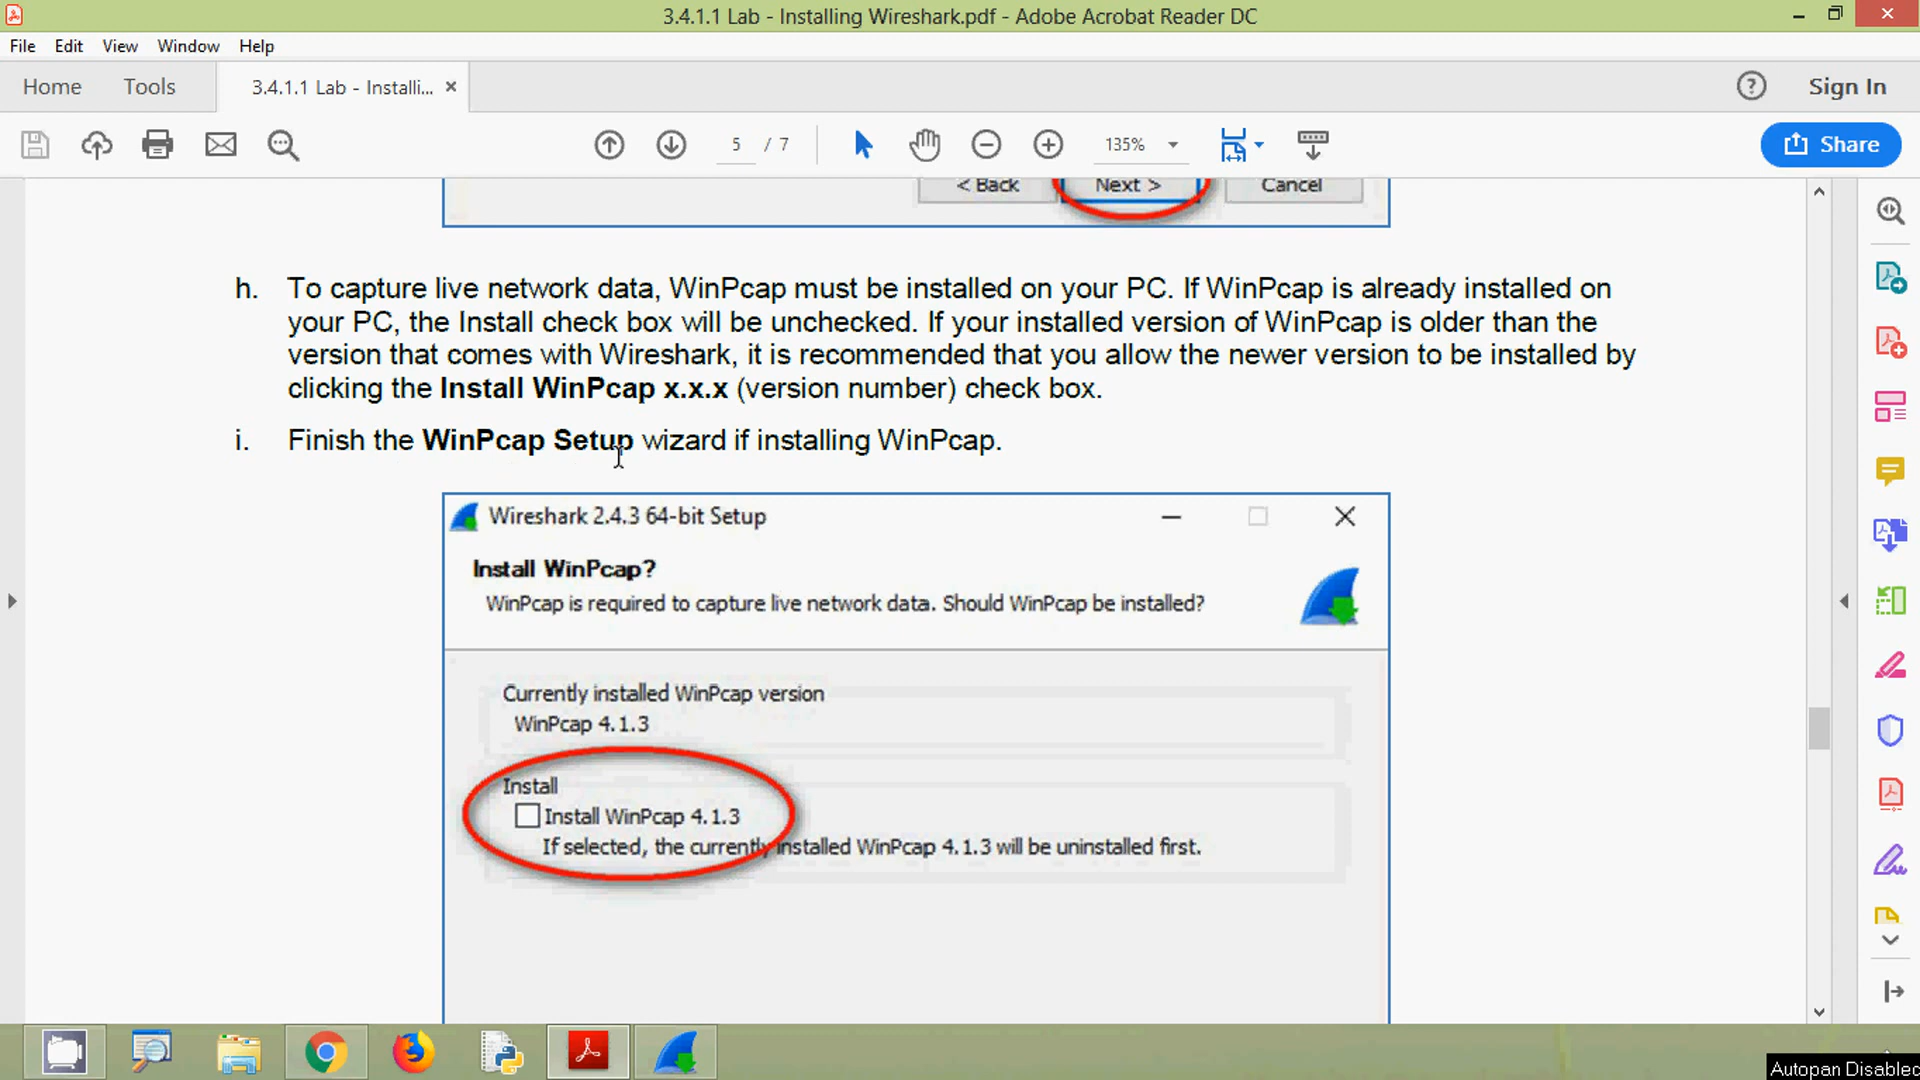 3.4.1.1 Lab - Installing Wireshark.pdf - Adobe Acrobat Reader DC
File Edit View Window Help
Home Tools 3.4.1.1 Lab - Installi... Sign In
5 / 7 135% Share
< Back Next > Cancel
h. To capture live network data, WinPcap must be installed on your PC. If WinPcap is already installed on
your PC, the Install check box will be unchecked. If your installed version of WinPcap is older than the
version that comes with Wireshark, it is recommended that you allow the newer version to be installed by
clicking the Install WinPcap x.x.x (version number) check box.
i. Finish the WinPcap Setup wizard if installing WinPcap.
Wireshark 2.4.3 64-bit Setup
Install WinPcap?
WinPcap is required to capture live network data. Should WinPcap be installed?
Currently installed WinPcap version
WinPcap 4.1.3
Install
Install WinPcap 4.1.3
If selected, the currently installed WinPcap 4.1.3 will be uninstalled first.
Autopan Disabled